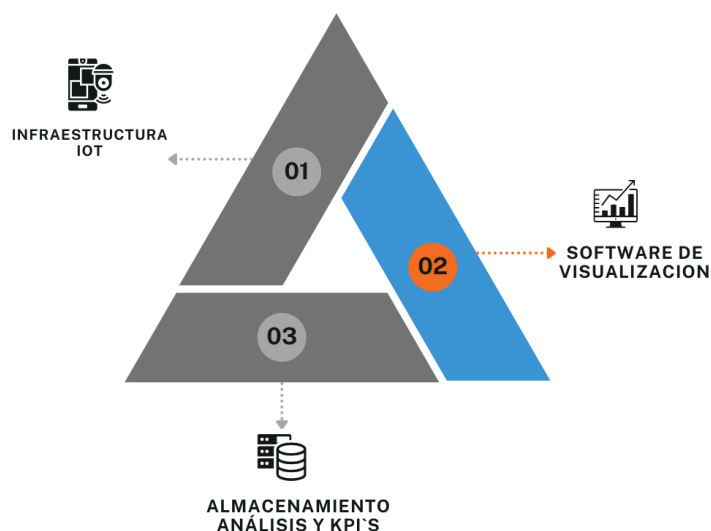 INFRAESTRUCTURA
IOT
01
02
SOFTWARE DE
VISUALIZACION
03
ALMACENAMIENTO
ANÁLISIS Y KPI`S